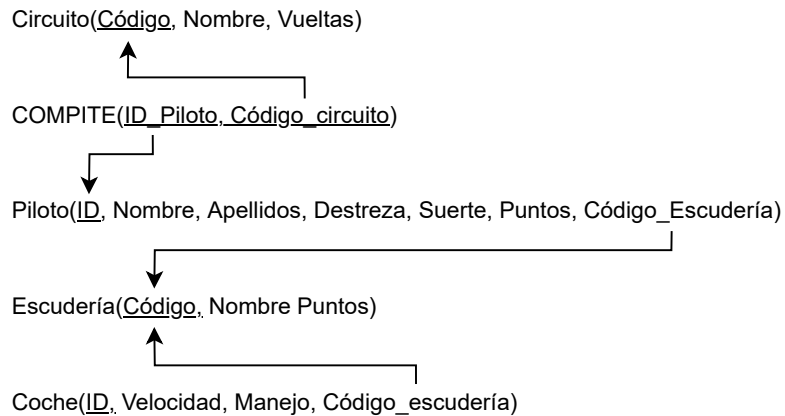 Circuito(Código, Nombre, Vueltas)
COMPITE(ID_Piloto, Código_circuito)
Piloto(ID, Nombre, Apellidos, Destreza, Suerte, Puntos, Código_Escudería)
Escudería(Código, Nombre Puntos)
Coche(ID, Velocidad, Manejo, Código_escudería)